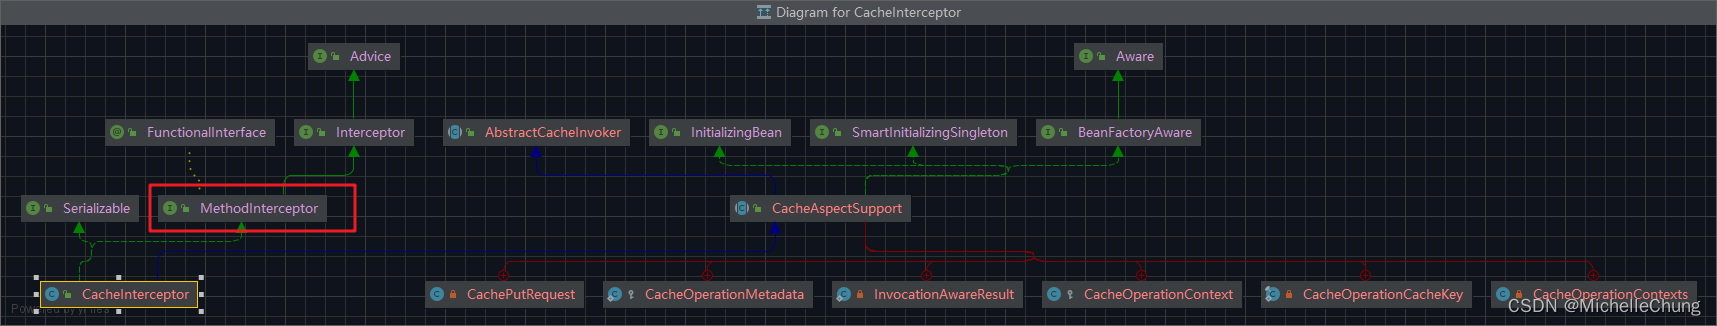 Diagram for CacheInterceptor
Advice
Aware
FunctionalInterface
Interceptor
AbstractCacheInvoker
InitializingBean
SmartInitializingSingleton
BeanFactoryAware
Serializable
MethodInterceptor
CacheAspectSupport
CacheInterceptor
CachePutRequest
CacheOperationMetadata
InvocationAwareResult
CacheOperationContext
CacheOperationCacheKey
CacheOperationContexts
Powered by yFiles
CSDN @MichelleChung